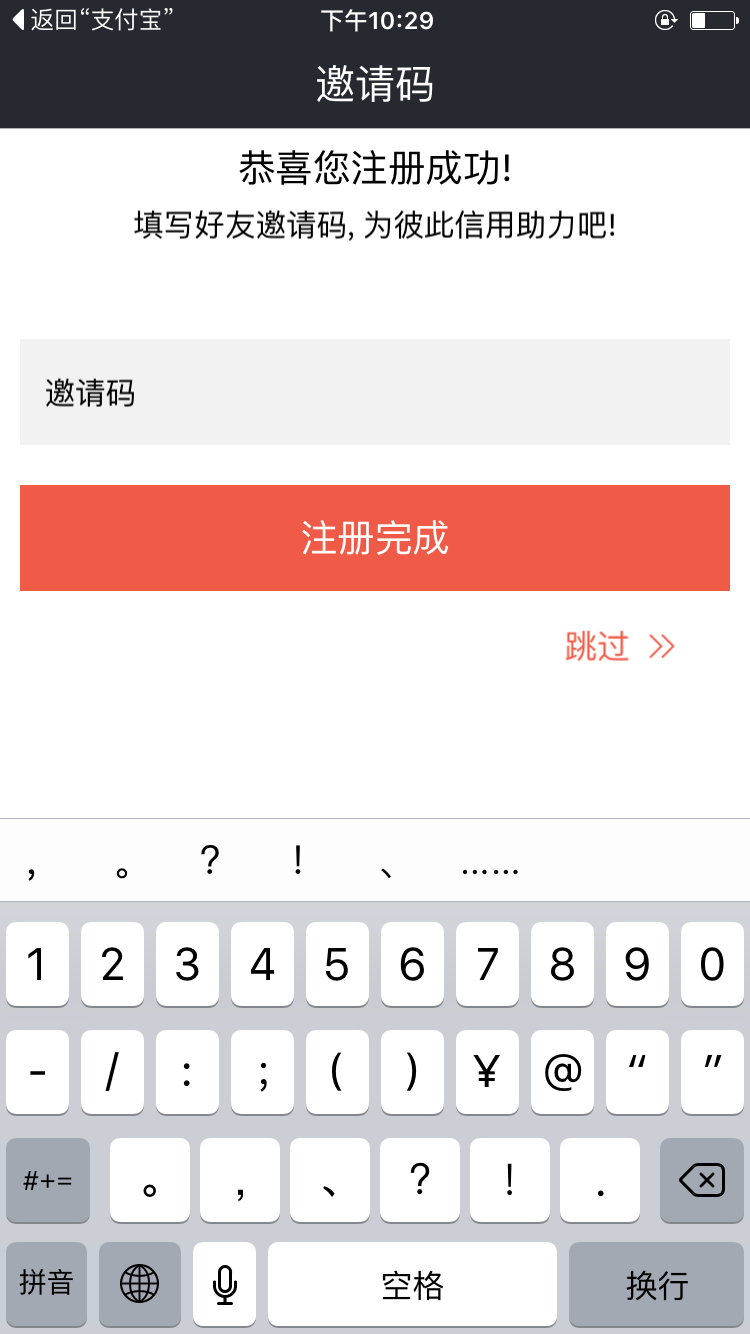 返回“支付宝”
下午10:29
邀请码
恭喜您注册成功!
填写好友邀请码, 为彼此信用助力吧!
邀请码
注册完成
跳过
， 。 ? ! 、 ……
1 2 3 4 5 6 7 8 9 0
- / : ; ( ) ¥ @ “ ”
#+= 。 ， 、 ? ! .
拼音 空格 换行